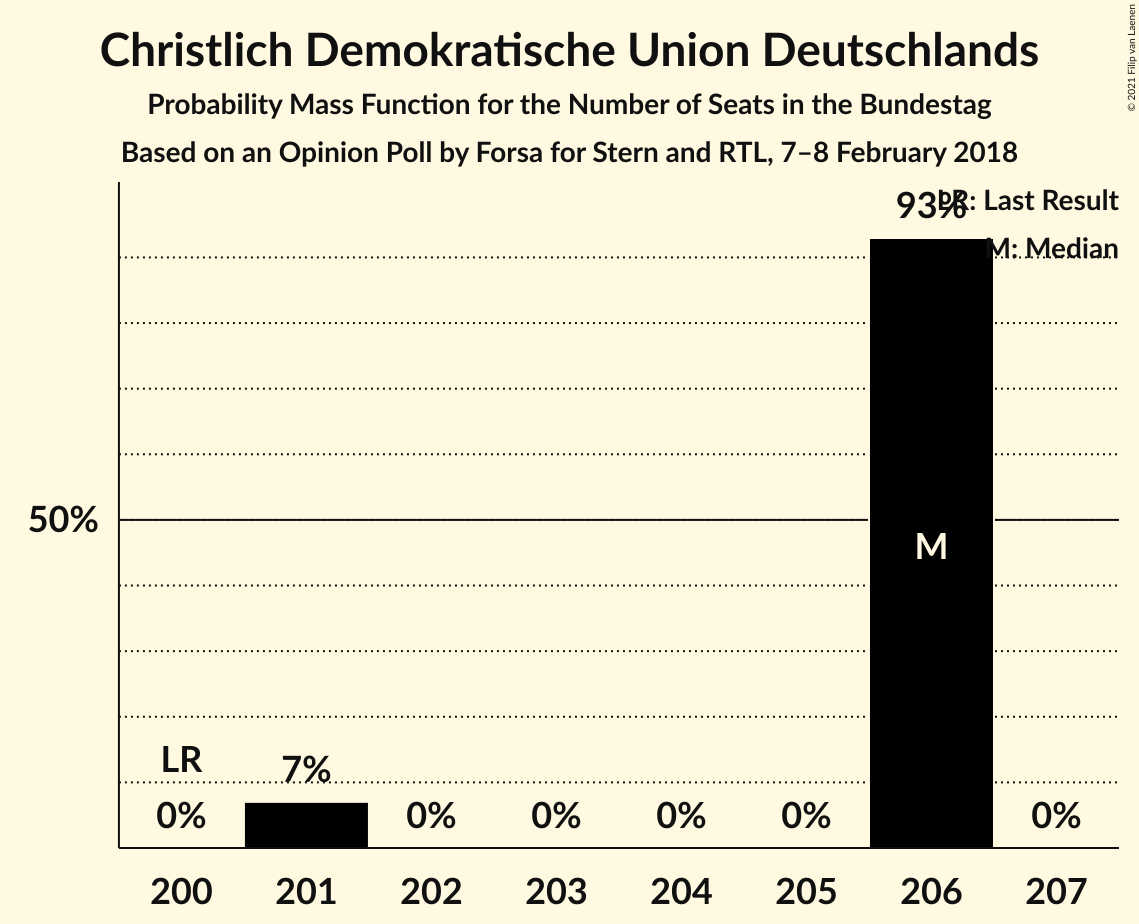 Christlich Demokratische Union Deutschlands
Probability Mass Function for the Number of Seats in the Bundestag
Based on an Opinion Poll by Forsa for Stern and RTL, 7–8 February 2018
© 2021 Filip van Laenen
93%
LR: Last Result
M: Median
50%
M
LR
7%
0%
0%
0%
0%
0%
0%
200
201
202
203
204
205
206
207